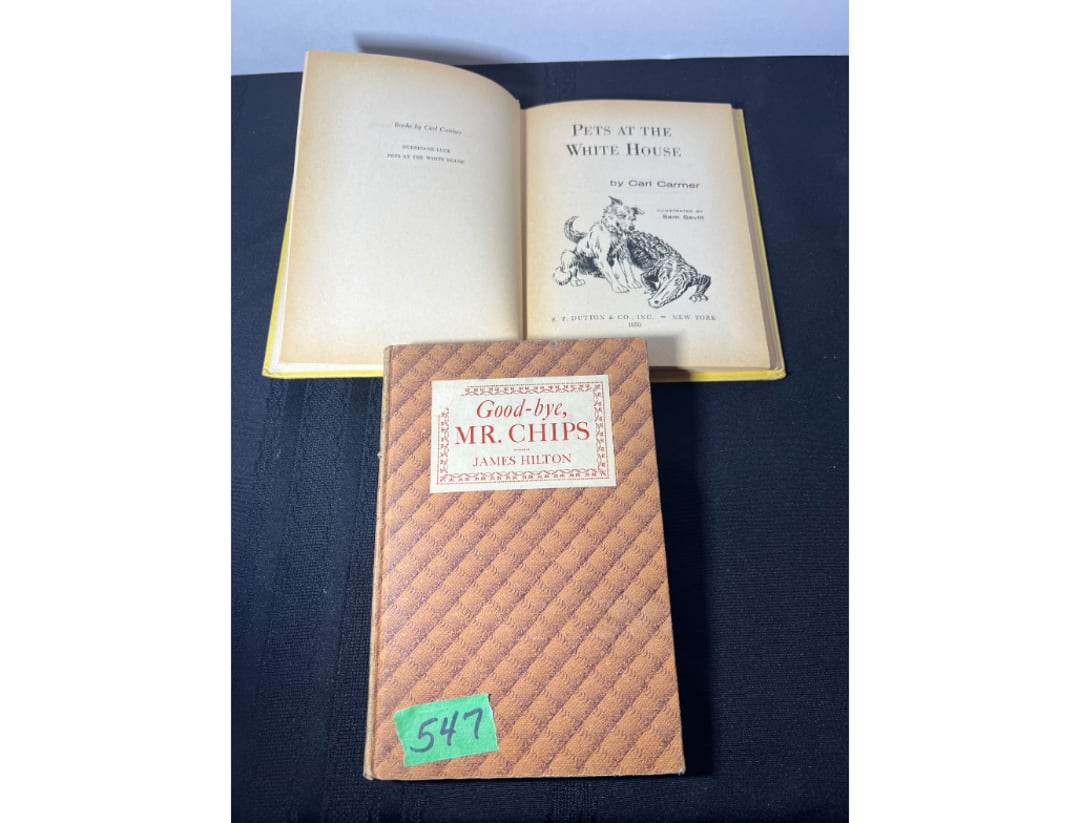 Books by Carl Carmer
HURRICANE LUCK
PETS AT THE WHITE HOUSE
PETS AT THE
WHITE HOUSE
by Carl Carmer
ILLUSTRATED BY
Sam Savitt
E. P. DUTTON & CO., INC. ~ NEW YORK
Good-bye,
MR. CHIPS
JAMES HILTON
547